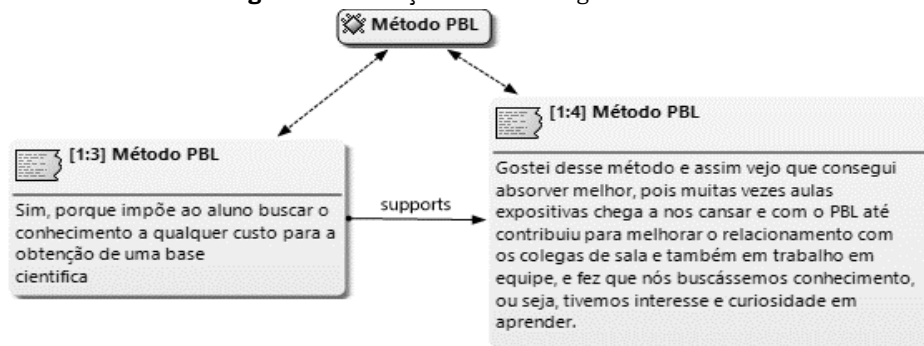 Método PBL
[1:3] Método PBL
Sim, porque impõe ao aluno buscar o
conhecimento a qualquer custo para a
obtenção de uma base
cientifica
supports
[1:4] Método PBL
Gostei desse método e assim vejo que consegui
absorver melhor, pois muitas vezes aulas
expositivas chega a nos cansar e com o PBL até
contribuiu para melhorar o relacionamento com
os colegas de sala e também em trabalho em
equipe, e fez que nós buscássemos conhecimento,
ou seja, tivemos interesse e curiosidade em
aprender.